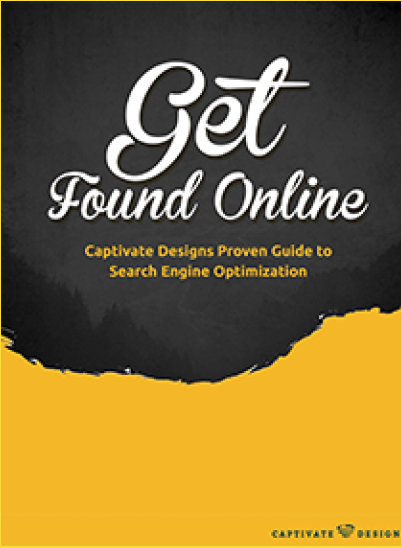 Get
Found Online
Captivate Designs Proven Guide to
Search Engine Optimization
CAPTIVATE DESIGN